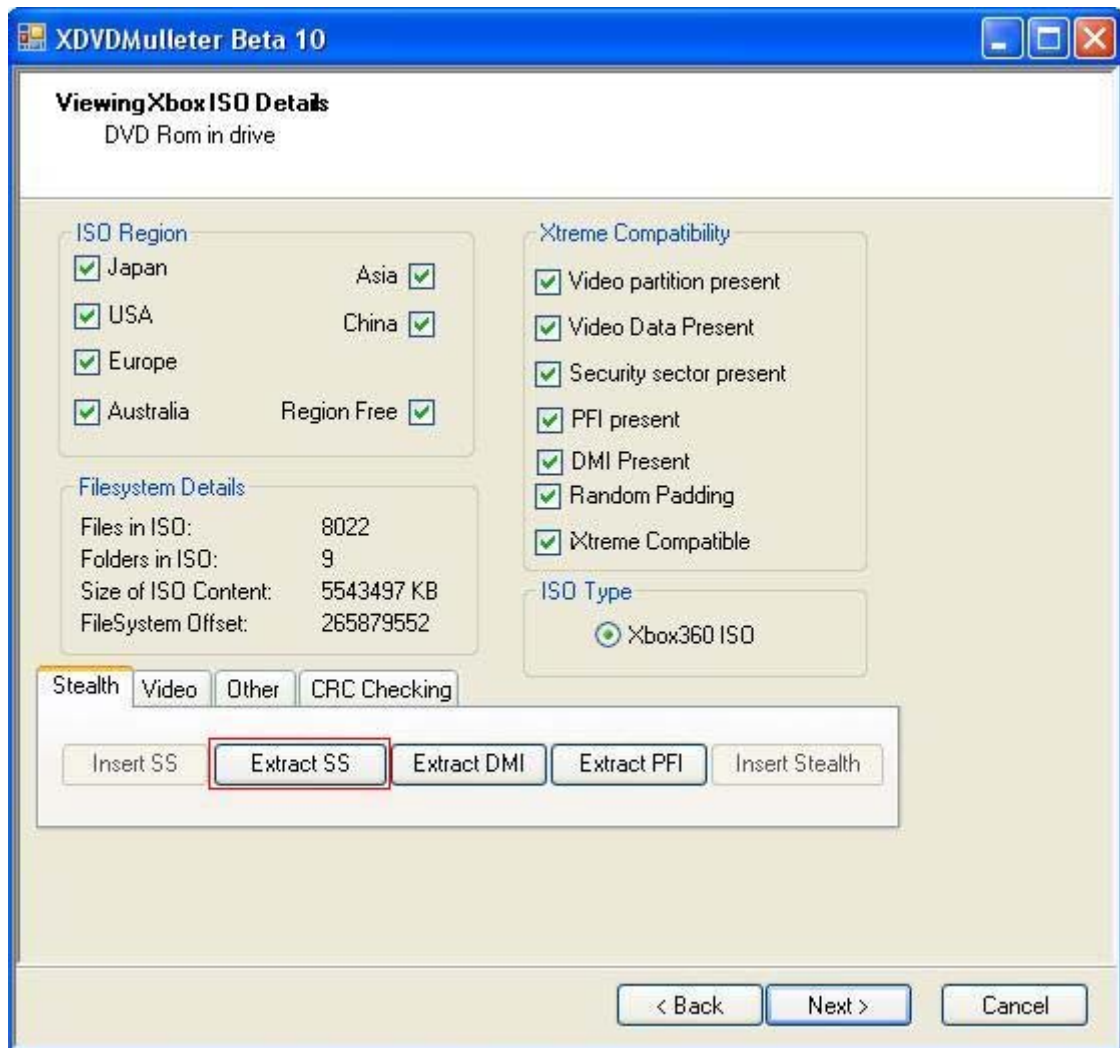 XDVDMulleter Beta 10
Viewing Xbox ISO Details
DVD Rom in drive
ISO Region
Japan
Asia
USA
China
Europe
Australia
Region Free
Xtreme Compatibility
Video partition present
Video Data Present
Security sector present
PFI present
DMI Present
Random Padding
iXtreme Compatible
Filesystem Details
Files in ISO: 8022
Folders in ISO: 9
Size of ISO Content: 5543497 KB
FileSystem Offset: 265879552
ISO Type
Xbox360 ISO
Stealth Video Other CRC Checking
Insert SS Extract SS Extract DMI Extract PFI Insert Stealth
< Back Next > Cancel